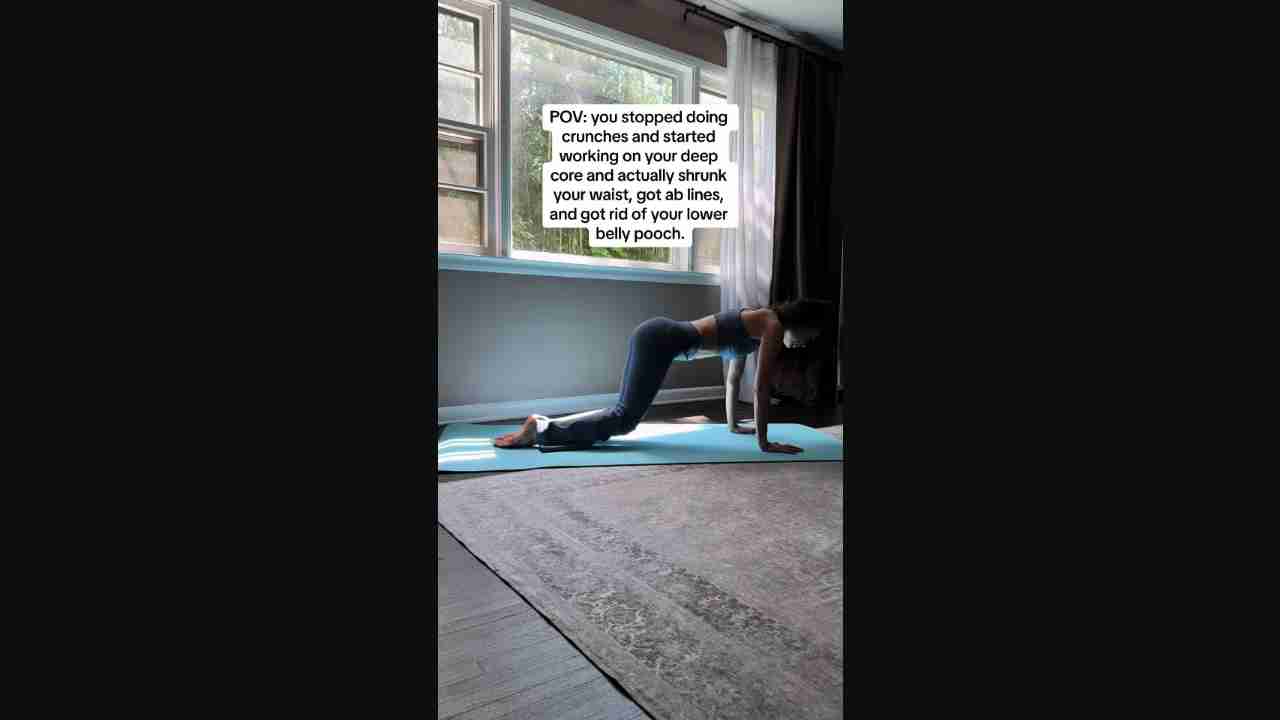 POV: you stopped doing
crunches and started
working on your deep
core and actually shrunk
your waist, got ab lines,
and got rid of your lower
belly pooch.